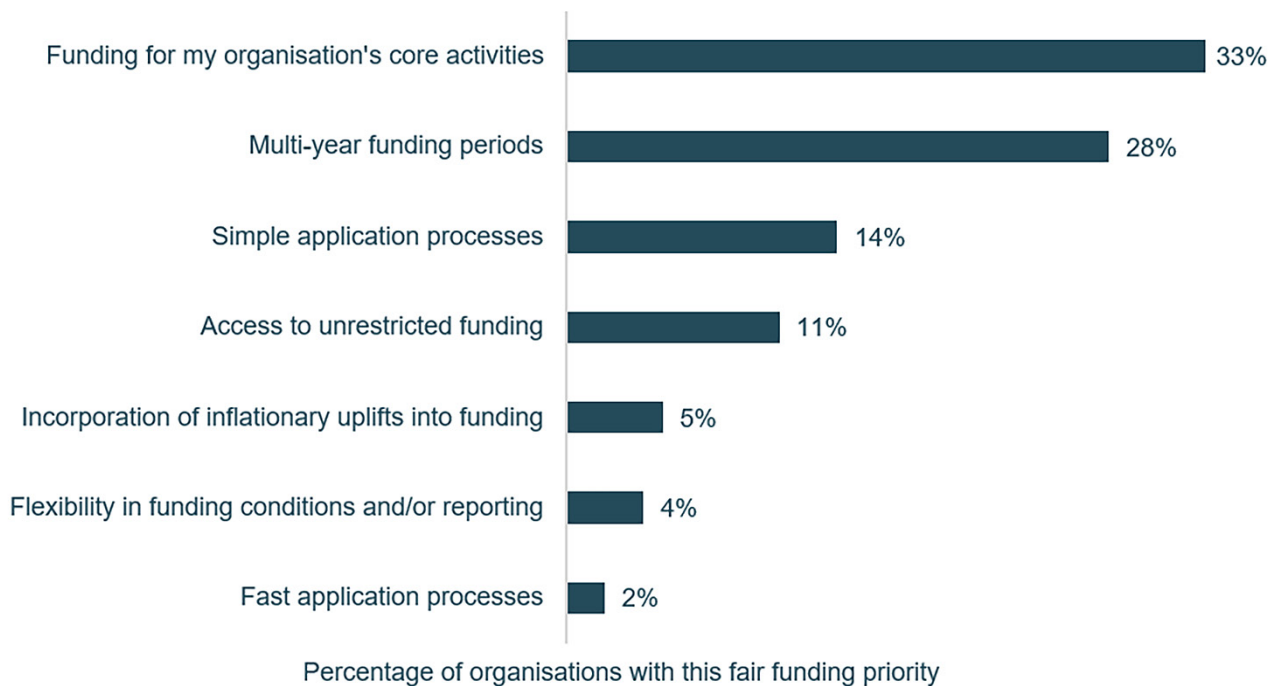 Funding for my organisation's core activities 33%
Multi-year funding periods 28%
Simple application processes 14%
Access to unrestricted funding 11%
Incorporation of inflationary uplifts into funding 5%
Flexibility in funding conditions and/or reporting 4%
Fast application processes 2%
Percentage of organisations with this fair funding priority